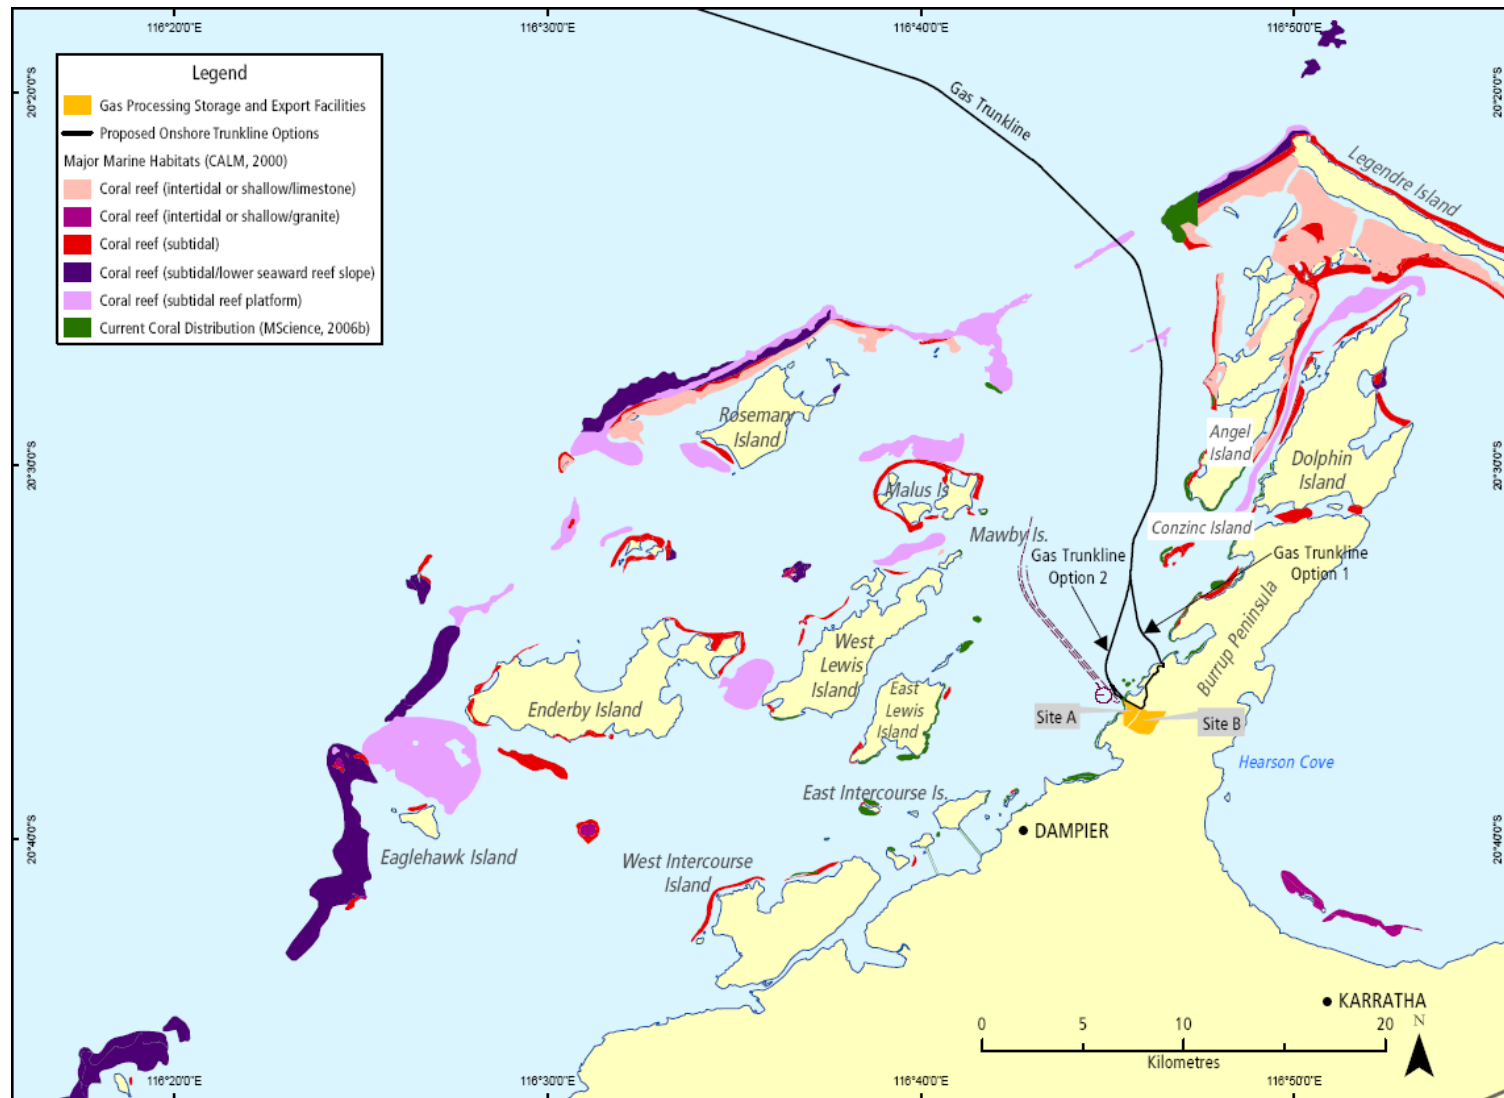 116°20'0"E
116°30'0"E
116°40'0"E
116°50'0"E
20°20'0"S
20°20'0"S
Legend
Gas Processing Storage and Export Facilities
Proposed Onshore Trunkline Options
Major Marine Habitats (CALM, 2000)
Coral reef (intertidal or shallow/limestone)
Coral reef (intertidal or shallow/granite)
Coral reef (subtidal)
Coral reef (subtidal/lower seaward reef slope)
Coral reef (subtidal reef platform)
Current Coral Distribution (MScience, 2006b)
Gas Trunkline
Legendre Island
Rosemary
Island
Angel
Island
Dolphin
Island
20°30'0"S
20°30'0"S
Malus Is
Mawby Is.
Conzinc Island
Gas Trunkline
Option 2
Gas Trunkline
Option 1
Burrup Peninsula
West
Lewis
Island
East
Lewis
Island
Enderby Island
Site A
Site B
Hearson Cove
East Intercourse Is.
DAMPIER
20°40'0"S
20°40'0"S
Eaglehawk Island
West Intercourse
Island
KARRATHA
N
0 5 10 20
Kilometres
116°20'0"E
116°30'0"E
116°40'0"E
116°50'0"E